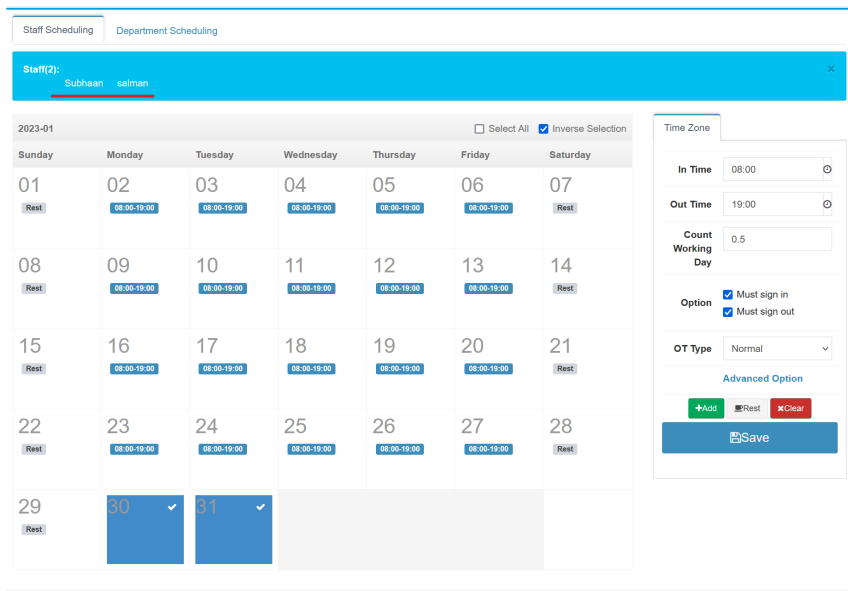 Staff Scheduling Department Scheduling
Staff(2):
Subhaan salman
2023-01 Select All Inverse Selection
Sunday Monday Tuesday Wednesday Thursday Friday Saturday
01 02 03 04 05 06 07
Rest 08:00-19:00 08:00-19:00 08:00-19:00 08:00-19:00 08:00-19:00 Rest
08 09 10 11 12 13 14
Rest 08:00-19:00 08:00-19:00 08:00-19:00 08:00-19:00 08:00-19:00 Rest
15 16 17 18 19 20 21
Rest 08:00-19:00 08:00-19:00 08:00-19:00 08:00-19:00 08:00-19:00 Rest
22 23 24 25 26 27 28
Rest 08:00-19:00 08:00-19:00 08:00-19:00 08:00-19:00 08:00-19:00 Rest
29 30 31
Rest
Time Zone
In Time 08:00
Out Time 19:00
Count
Working
Day
0.5
Option
Must sign in
Must sign out
OT Type Normal
Advanced Option
+Add Rest Clear
Save